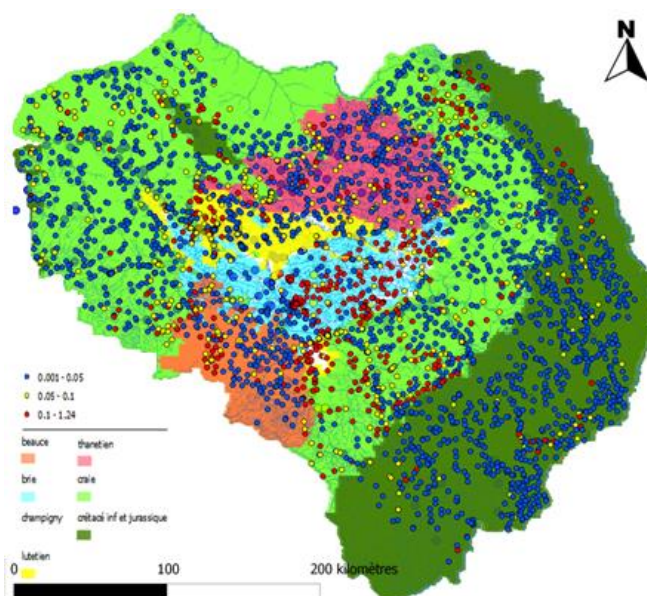 N
0.001 - 0.05
0.05 - 0.1
0.1 - 1.24
beauce thanetien
brie craie
champigny crétacé inf et jurassique
lutetien
0 100 200 kilomètres